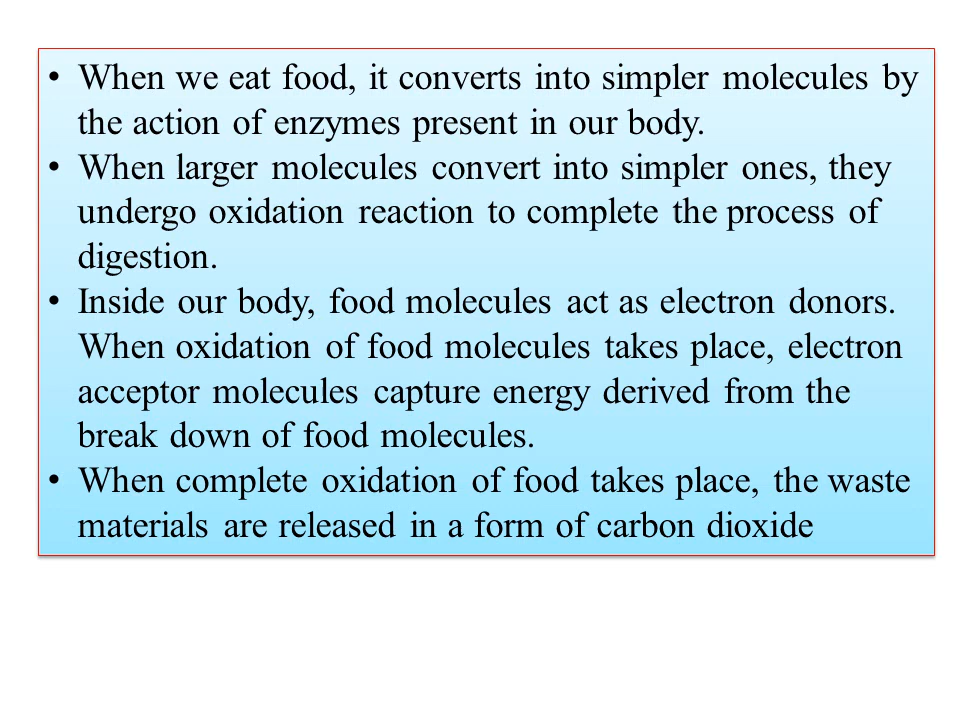 • When we eat food, it converts into simpler molecules by
the action of enzymes present in our body.
• When larger molecules convert into simpler ones, they
undergo oxidation reaction to complete the process of
digestion.
• Inside our body, food molecules act as electron donors.
When oxidation of food molecules takes place, electron
acceptor molecules capture energy derived from the
break down of food molecules.
• When complete oxidation of food takes place, the waste
materials are released in a form of carbon dioxide